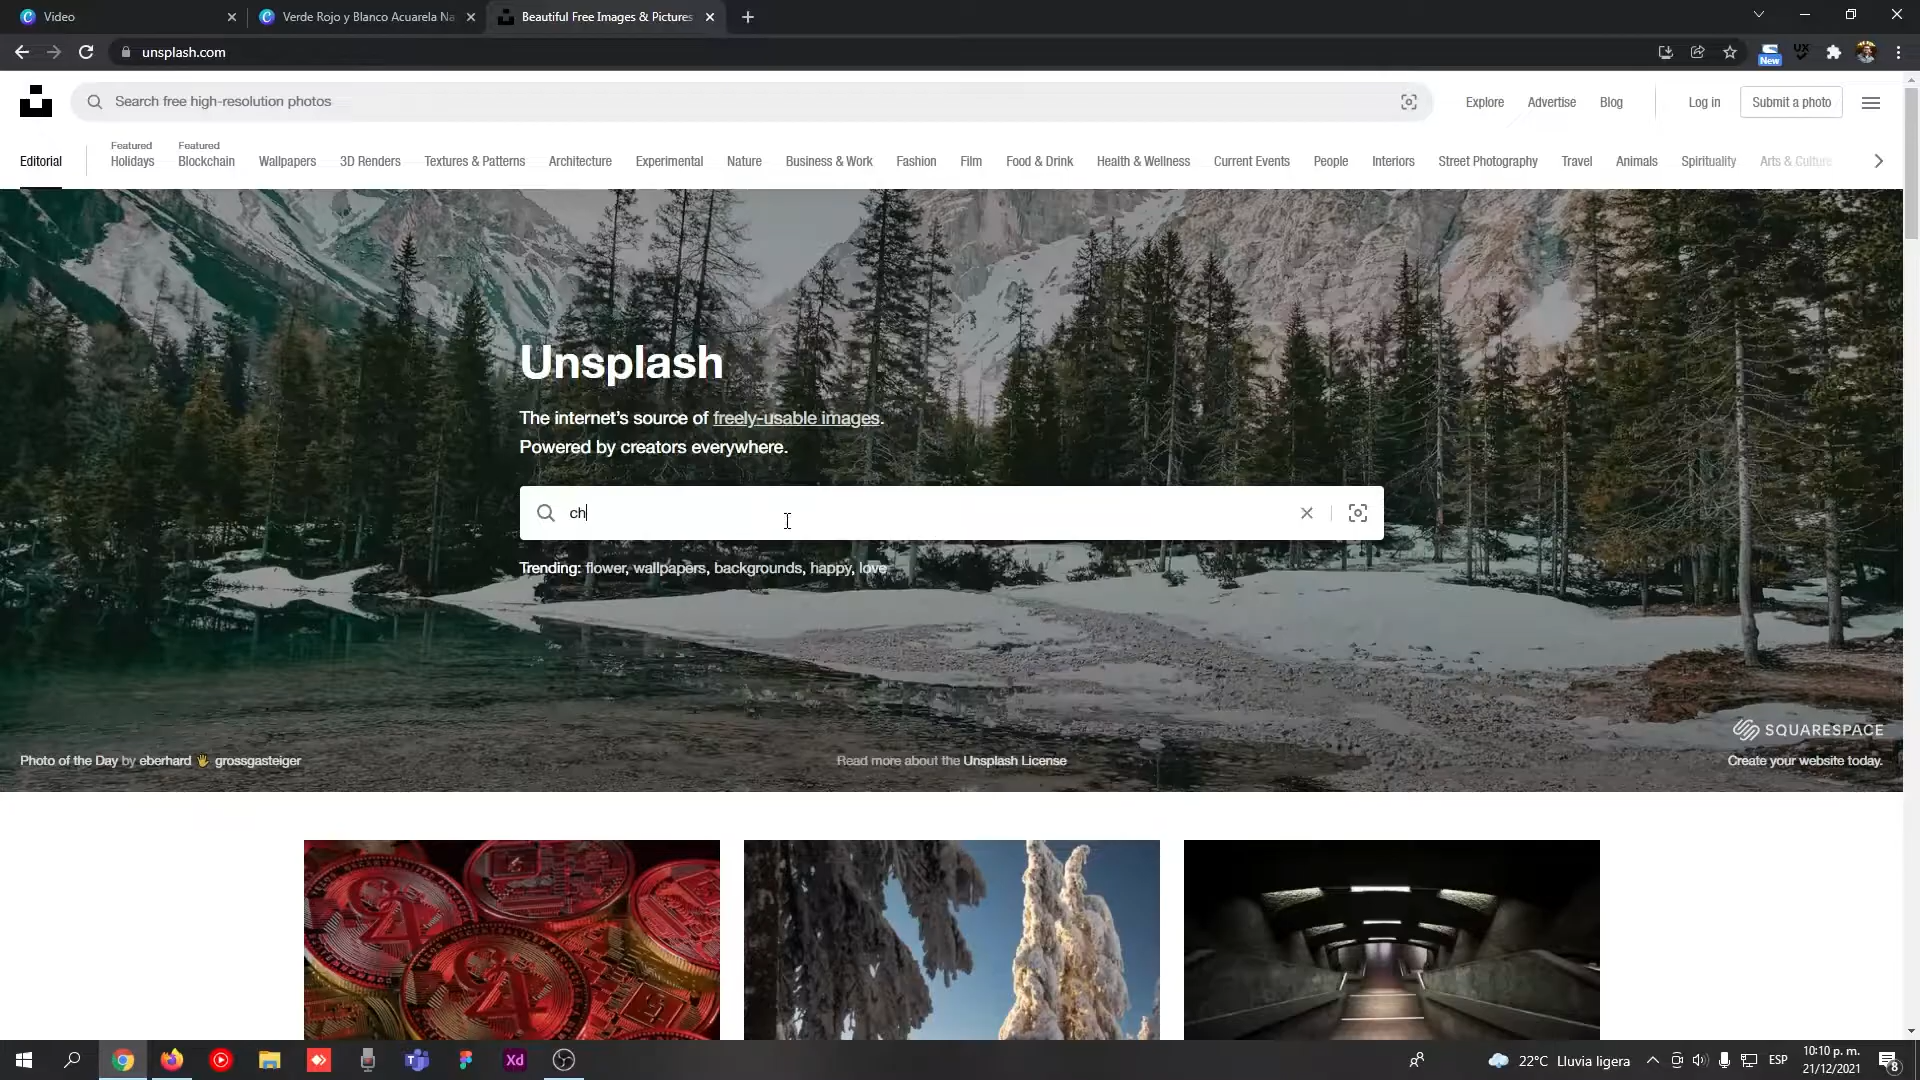 Video
Verde Rojo y Blanco Acuarela Na
Beautiful Free Images & Pictures
unsplash.com
New
UX
Search free high-resolution photos
Explore
Advertise
Blog
Log in
Submit a photo
Editorial
Featured
Holidays
Featured
Blockchain
Wallpapers
3D Renders
Textures & Patterns
Architecture
Experimental
Nature
Business & Work
Fashion
Film
Food & Drink
Health & Wellness
Current Events
People
Interiors
Street Photography
Travel
Animals
Spirituality
Arts & Culture
Unsplash
The internet's source of freely-usable images.
Powered by creators everywhere.
ch
Trending: flower, wallpapers, backgrounds, happy, love
SQUARESPACE
Photo of the Day by eberhard 🖐 grossgasteiger
Read more about the Unsplash License
Create your website today.
Xd
22°C Lluvia ligera
ESP
10:10 p. m.
21/12/2021
8